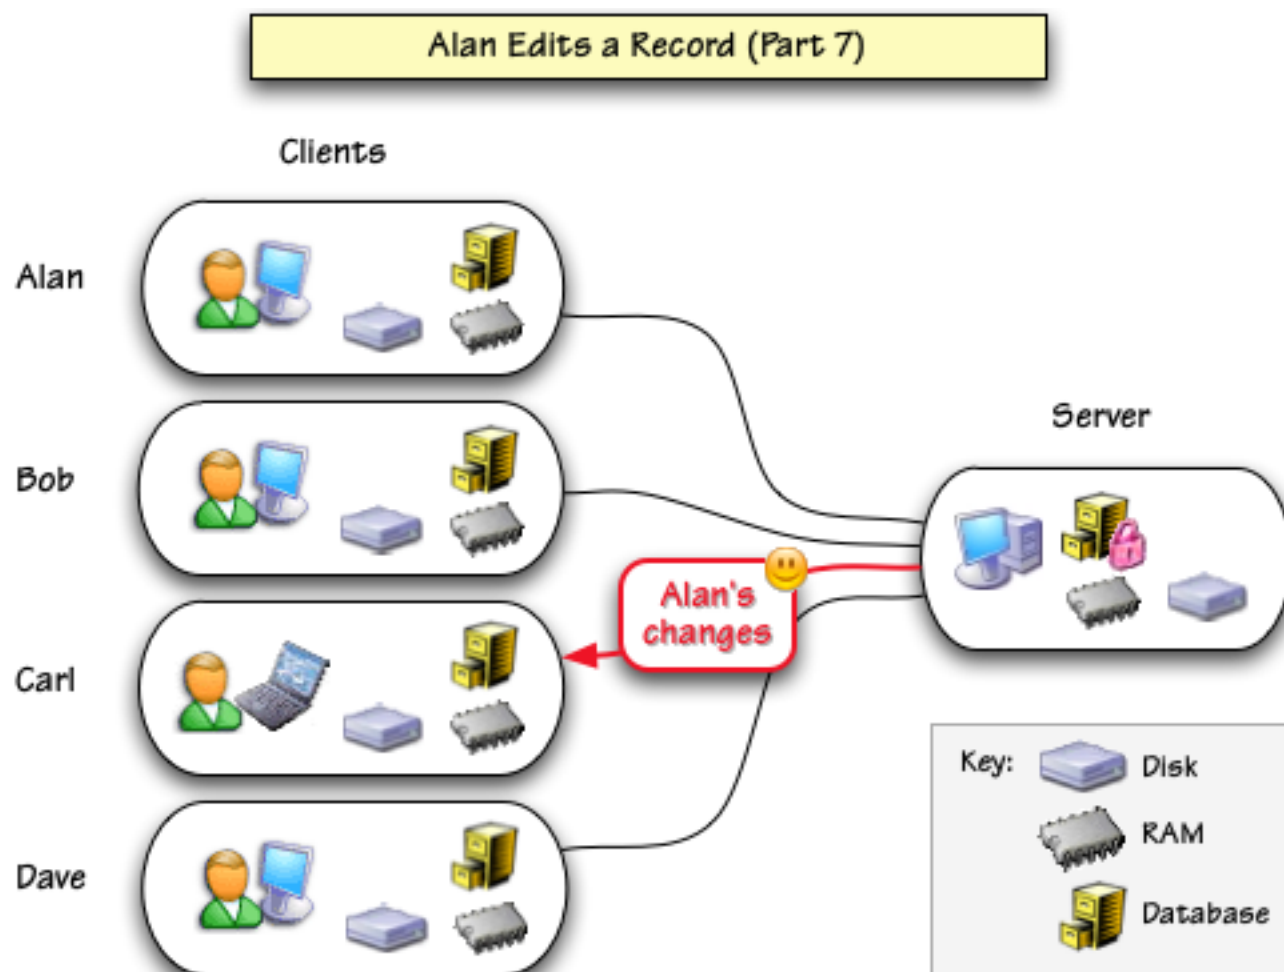 Alan Edits a Record (Part 7)
Clients
Alan
Server
Bob
Alan's
changes
Carl
Key:
Disk
RAM
Dave
Database